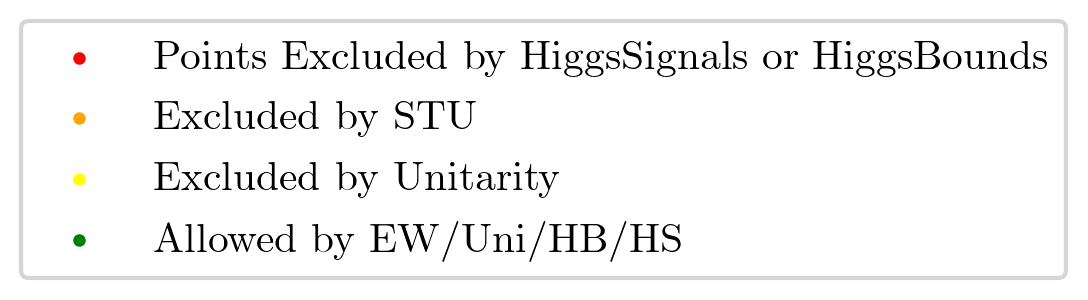 Points Excluded by HiggsSignals or HiggsBounds
Excluded by STU
Excluded by Unitarity
Allowed by EW/Uni/HB/HS